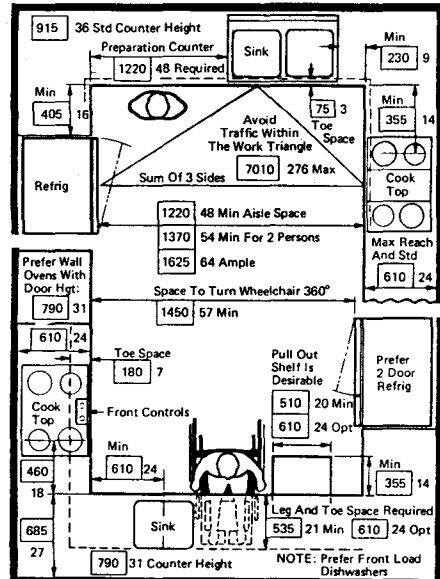 915 36 Std Counter Height
Preparation Counter
1220 48 Required
Sink
Min
230 9
Min
405 16
75 3
Toe
Space
Min
355 14
Avoid
Traffic Within
The Work Triangle
7010 276 Max
Sum Of 3 Sides
Refrig
Cook
Top
1220 48 Min Aisle Space
1370 54 Min For 2 Persons
1625 64 Ample
Max Reach
And Std
610 24
Prefer Wall
Ovens With
Door Hgt:
790 31
Space To Turn Wheelchair 360°
1450 57 Min
610 24
Toe Space
180 7
Pull Out
Shelf Is
Desirable
510 20 Min
610 24 Opt
Prefer
2 Door
Refrig
Cook
Top
Front Controls
Min
610 24
460
18
Min
355 14
685
27
Sink
Leg And Toe Space Required
535 21 Min 610 24 Opt
790 31 Counter Height
NOTE: Prefer Front Load
Dishwashers